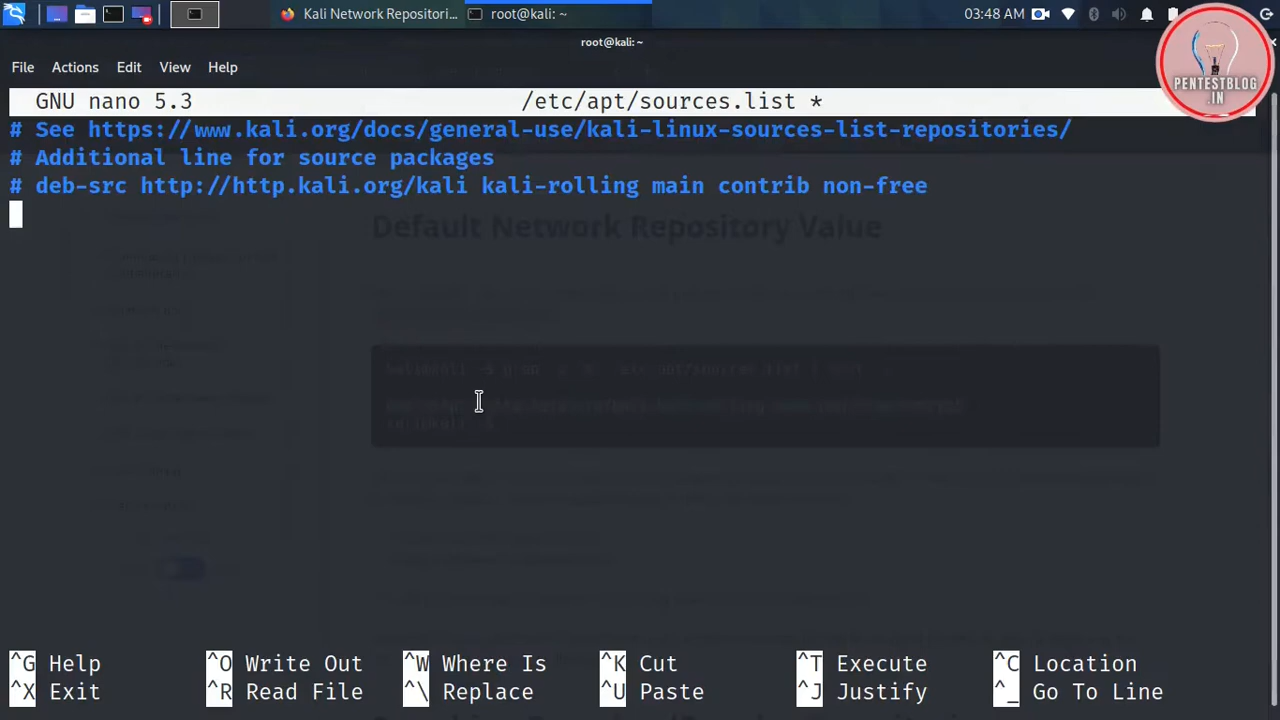 Kali Network Repositori...
root@kali: ~
03:48 AM
root@kali: ~
File Actions Edit View Help
PENTESTBLOG
.IN
GNU nano 5.3 /etc/apt/sources.list *
# See https://www.kali.org/docs/general-use/kali-linux-sources-list-repositories/
# Additional line for source packages
# deb-src http://http.kali.org/kali kali-rolling main contrib non-free
Default Network Repository Value
^G Help ^O Write Out ^W Where Is ^K Cut ^T Execute ^C Location
^X Exit ^R Read File ^\ Replace ^U Paste ^J Justify ^_ Go To Line